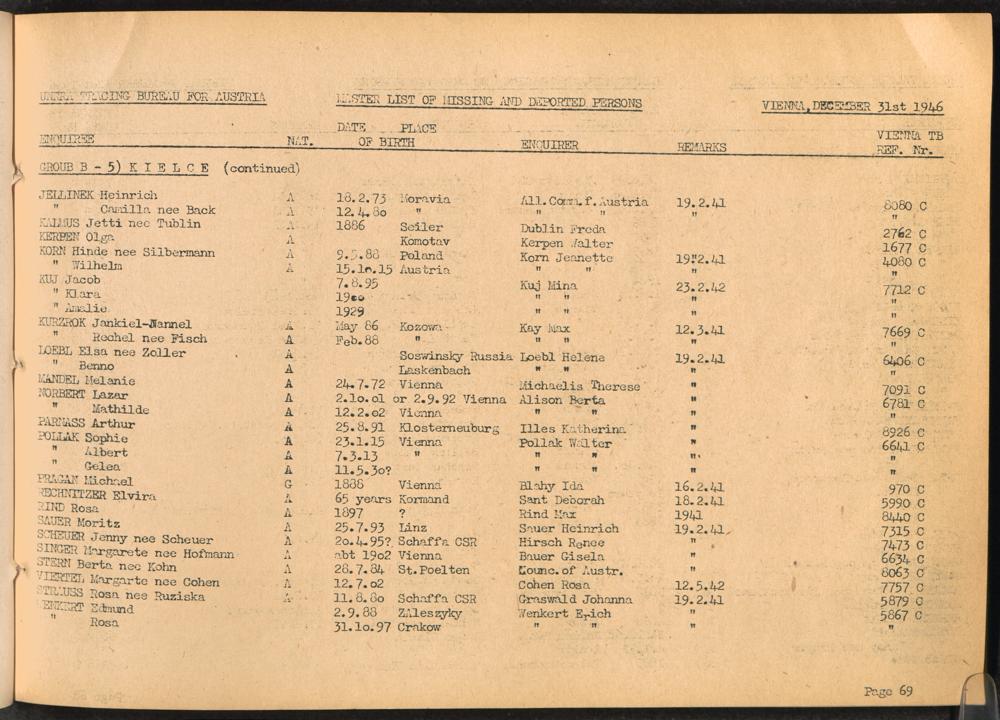 UNRRA TRACING BUREAU FOR AUSTRIA MASTER LIST OF MISSING AND DEPORTED PERSONS VIENNA, DECEMBER 31st 1946
DATE PLACE VIENNA TB
ENQUIREE NAT. OF BIRTH ENQUIRER REMARKS REF. Nr.
GROUB B - 5) K I E L C E (continued)
JELLINEK Heinrich A 18.2.73 Moravia All.Comm.f.Austria 19.2.41 8080 C
" Camilla nee Back A 12.4.80 " " " " "
KALMUS Jetti nee Tublin A 1886 Seiler Dublin Freda 2762 C
KERPEN Olga A Komotav Kerpen Walter 1677 C
KORN Hinde nee Silbermann A 9.5.88 Poland Korn Jeanette 19.2.41 4080 C
" Wilhelm A 15.10.15 Austria " " "
KUJ Jacob 7.8.95 Kuj Mina 23.2.42 7712 C
" Klara 1900 " " " "
" Amalie 1929 " " " "
KURZROK Jankiel-Nannel A May 86 Kozowa Kay Max 12.3.41 7669 C
" Rechel nee Fisch A Feb.88 " " " " "
LOEBL Elsa nee Zoller A Soswinsky Russia Loebl Helene 19.2.41 6406 C
" Benno A Laskenbach " " " "
MANDEL Melanie A 24.7.72 Vienna Michaelis Therese " 7091 C
NORBERT Lazar A 2.10.01 or 2.9.92 Vienna Alison Berta " 6781 C
" Mathilde A 12.2.02 Vienna " " " "
PARNASS Arthur A 25.8.91 Klosterneuburg Illes Katherina " 8926 C
POLLAK Sophie A 23.1.15 Vienna Pollak Walter " 6641 C
" Albert A 7.3.13 " " " " "
" Gelea A 11.5.30? " " " "
PRAGAN Michael G 1888 Vienna Blahy Ida 16.2.41 970 C
RECHNITZER Elvira A 65 years Kormand Sant Deborah 18.2.41 5990 C
RIND Rosa A 1897 ? Rind Max 1941 8440 C
SAUER Moritz A 25.7.93 Linz Sauer Heinrich 19.2.41 7315 C
SCHEUER Jenny nee Scheuer A 20.4.95? Schaffa CSR Hirsch Renee " 7473 C
SINGER Margarete nee Hofmann A abt 1902 Vienna Bauer Gisela " 6634 C
STERN Berta nee Kohn A 28.7.84 St.Poelten Counc.of Austr. " 8063 C
VIERTEL Margarte nee Cohen A 12.7.02 Cohen Rosa 12.5.42 7757 C
STRAUSS Rosa nee Ruziska A 11.8.80 Schaffa CSR Graswald Johanna 19.2.41 5879 C
WENKERT Edmund 2.9.88 ZAleszyky Wenkert Erich " 5867 C
" Rosa 31.10.97 Crakow " " " "
Page 69